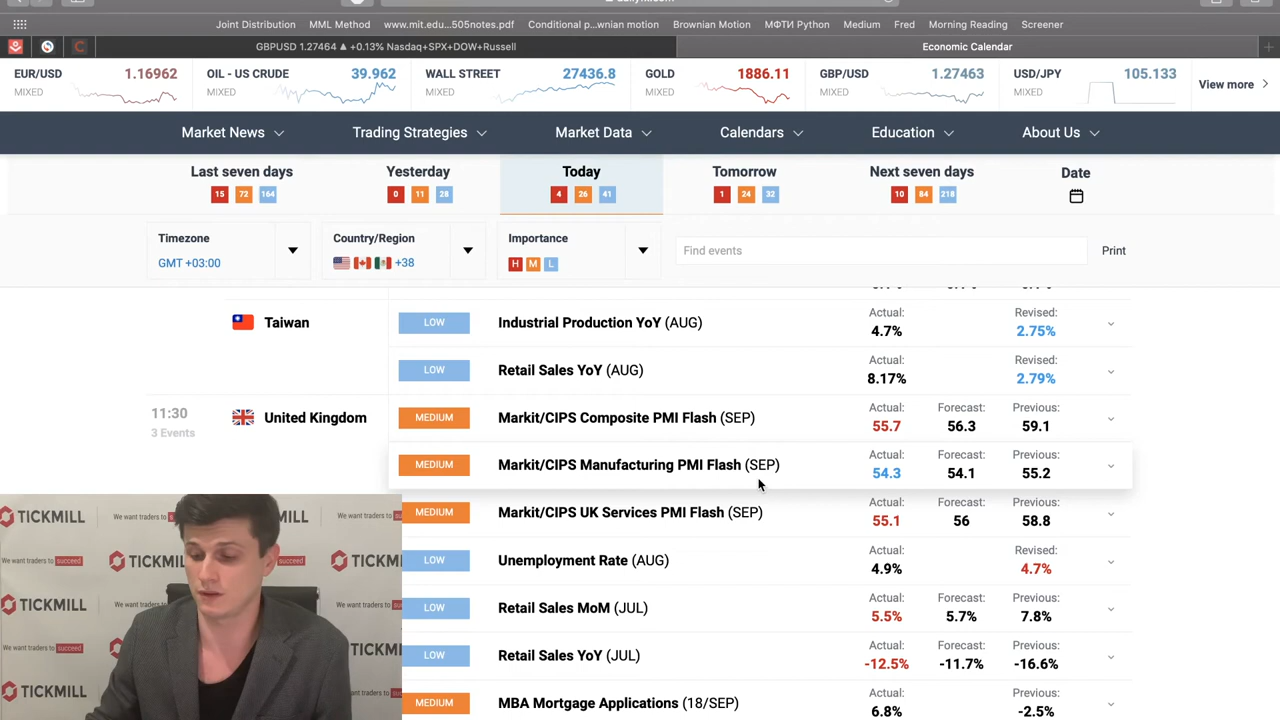 Joint Distribution MML Method www.mit.edu...505notes.pdf Conditional p...wnian motion Brownian Motion МФТИ Python Medium Fred Morning Reading Screener
GBPUSD 1.27464 ▲ +0.13% Nasdaq+SPX+DOW+Russell Economic Calendar
EUR/USD 1.16962 OIL - US CRUDE 39.962 WALL STREET 27436.8 GOLD 1886.11 GBP/USD 1.27463 USD/JPY 105.133
MIXED MIXED MIXED MIXED MIXED MIXED View more
Market News Trading Strategies Market Data Calendars Education About Us
Last seven days Yesterday Today Tomorrow Next seven days Date
15 72 164 0 11 28 4 26 41 1 24 32 10 84 218
Timezone Country/Region Importance
GMT +03:00 +38 H M L Find events Print
Taiwan LOW Industrial Production YoY (AUG) Actual: 4.7% Revised: 2.75%
LOW Retail Sales YoY (AUG) Actual: 8.17% Revised: 2.79%
11:30 3 Events United Kingdom MEDIUM Markit/CIPS Composite PMI Flash (SEP) Actual: 55.7 Forecast: 56.3 Previous: 59.1
MEDIUM Markit/CIPS Manufacturing PMI Flash (SEP) Actual: 54.3 Forecast: 54.1 Previous: 55.2
MEDIUM Markit/CIPS UK Services PMI Flash (SEP) Actual: 55.1 Forecast: 56 Previous: 58.8
LOW Unemployment Rate (AUG) Actual: 4.9% Revised: 4.7%
LOW Retail Sales MoM (JUL) Actual: 5.5% Forecast: 5.7% Previous: 7.8%
LOW Retail Sales YoY (JUL) Actual: -12.5% Forecast: -11.7% Previous: -16.6%
MEDIUM MBA Mortgage Applications (18/SEP) Actual: 6.8% Previous: -2.5%
TICKMILL We want traders to succeed
We want traders to succeed TICKMILL
TICKMILL We want traders to succeed
TICKMILL
TICKMILL